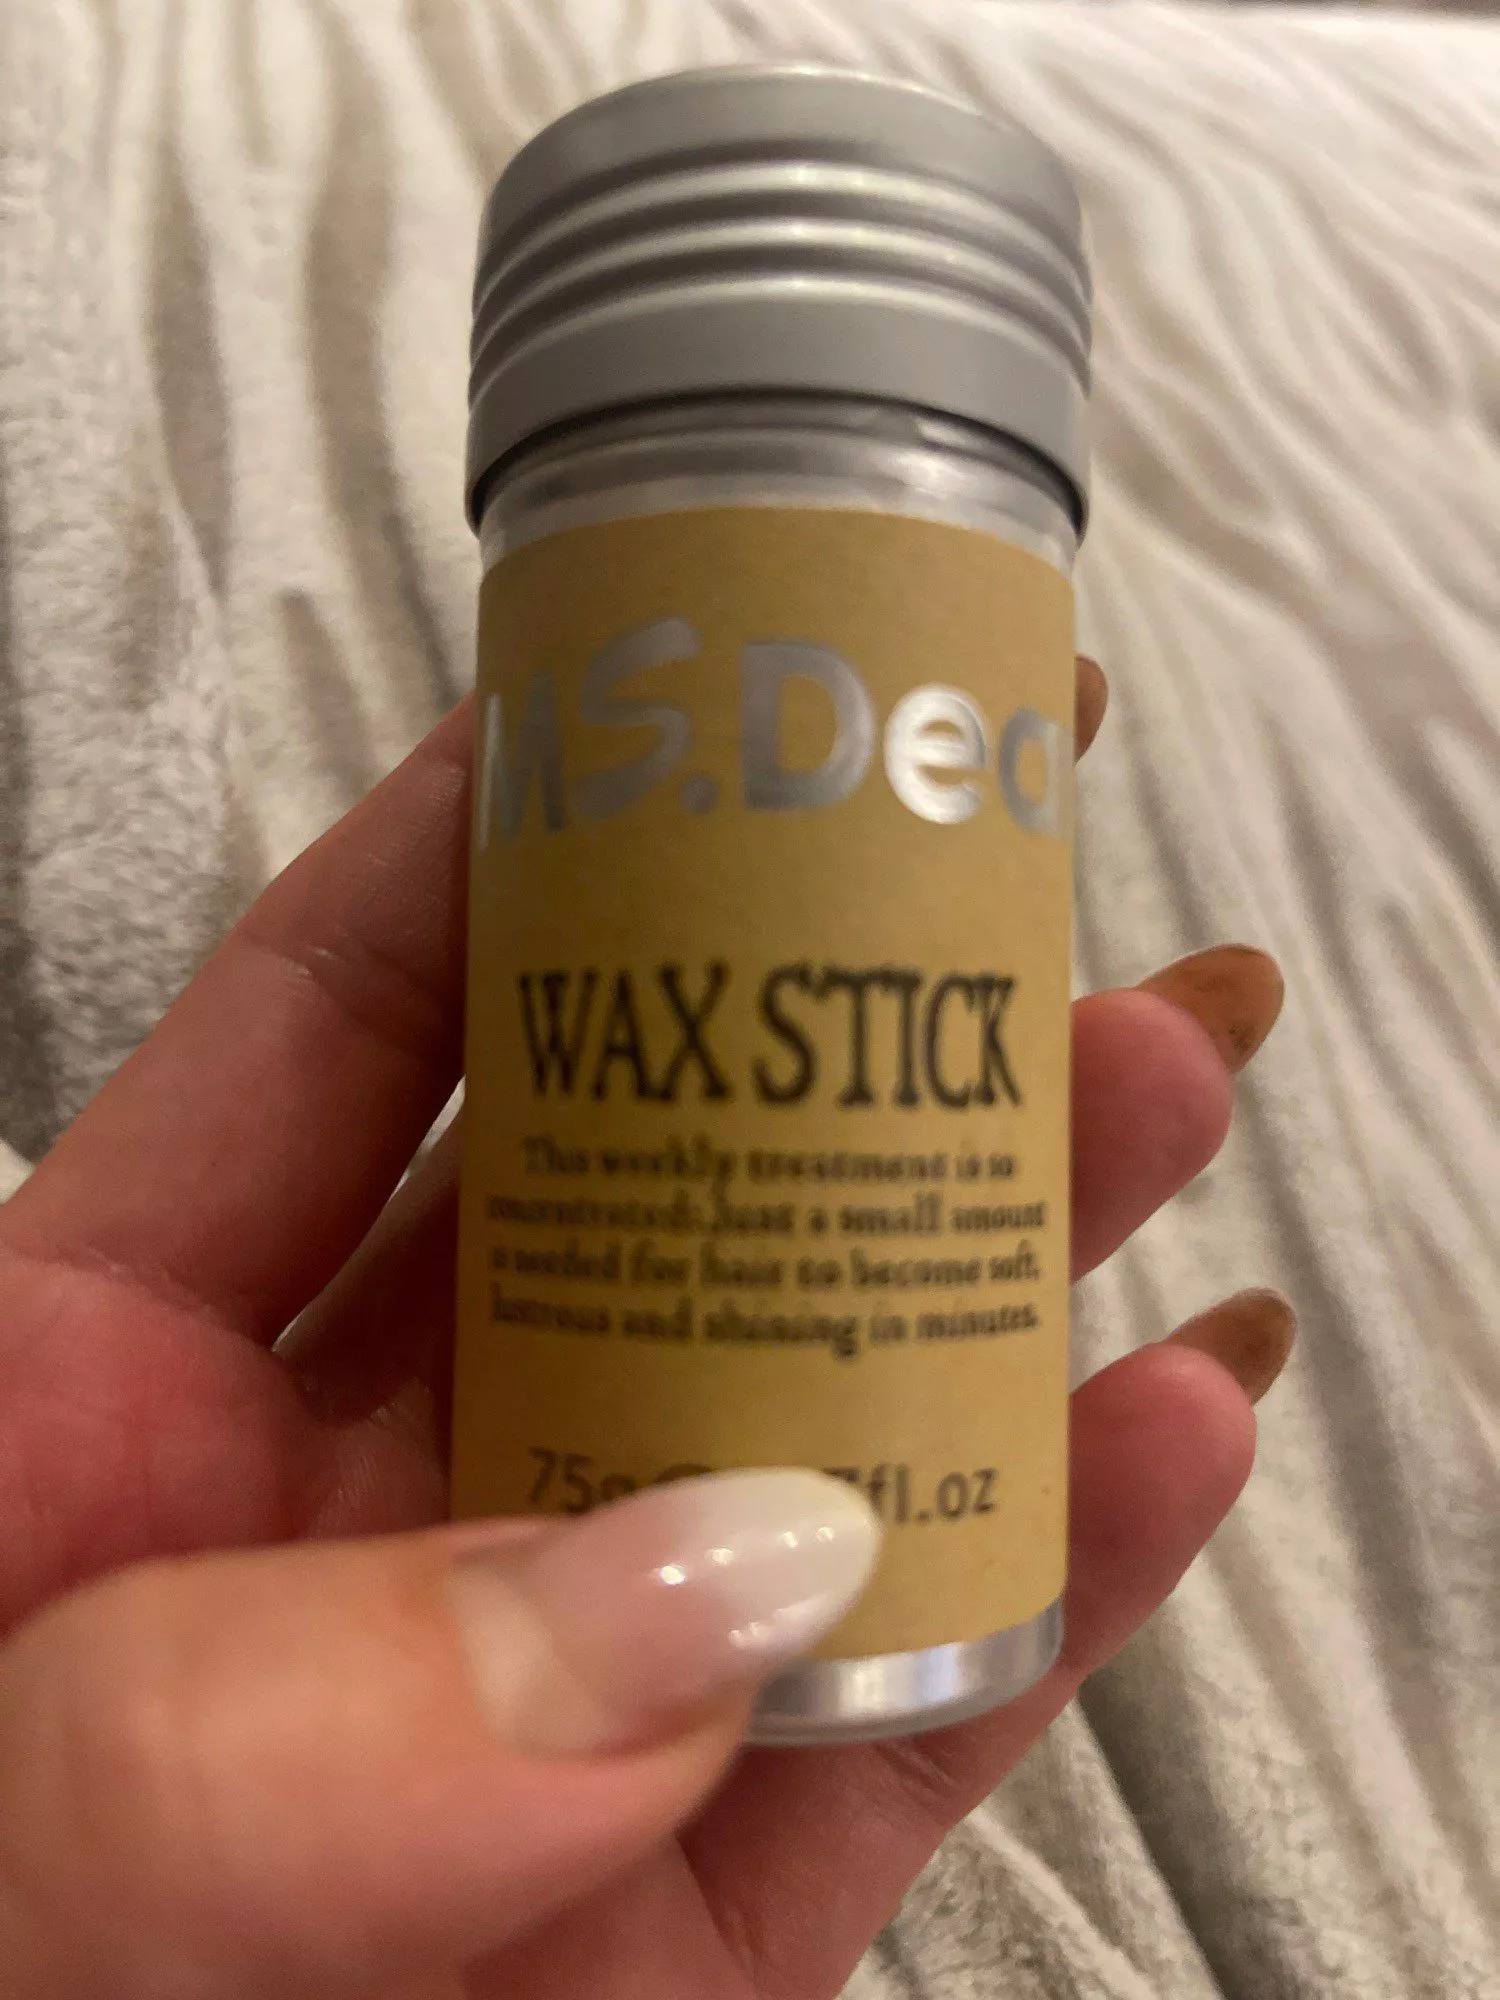 MS.Dea
WAX STICK
This weekly treatment is so
concentrated: Just a small amount
is needed for hair to become soft,
lustrous and shining in minutes.
75g fl.oz